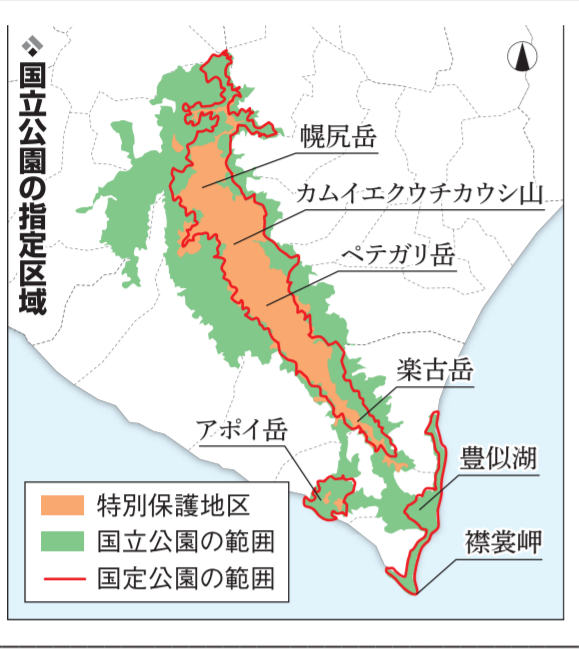 国立公園の指定区域
幌尻岳
カムイエクウチカウシ山
ペテガリ岳
楽古岳
アポイ岳
豊似湖
襟裳岬
特別保護地区
国立公園の範囲
国定公園の範囲